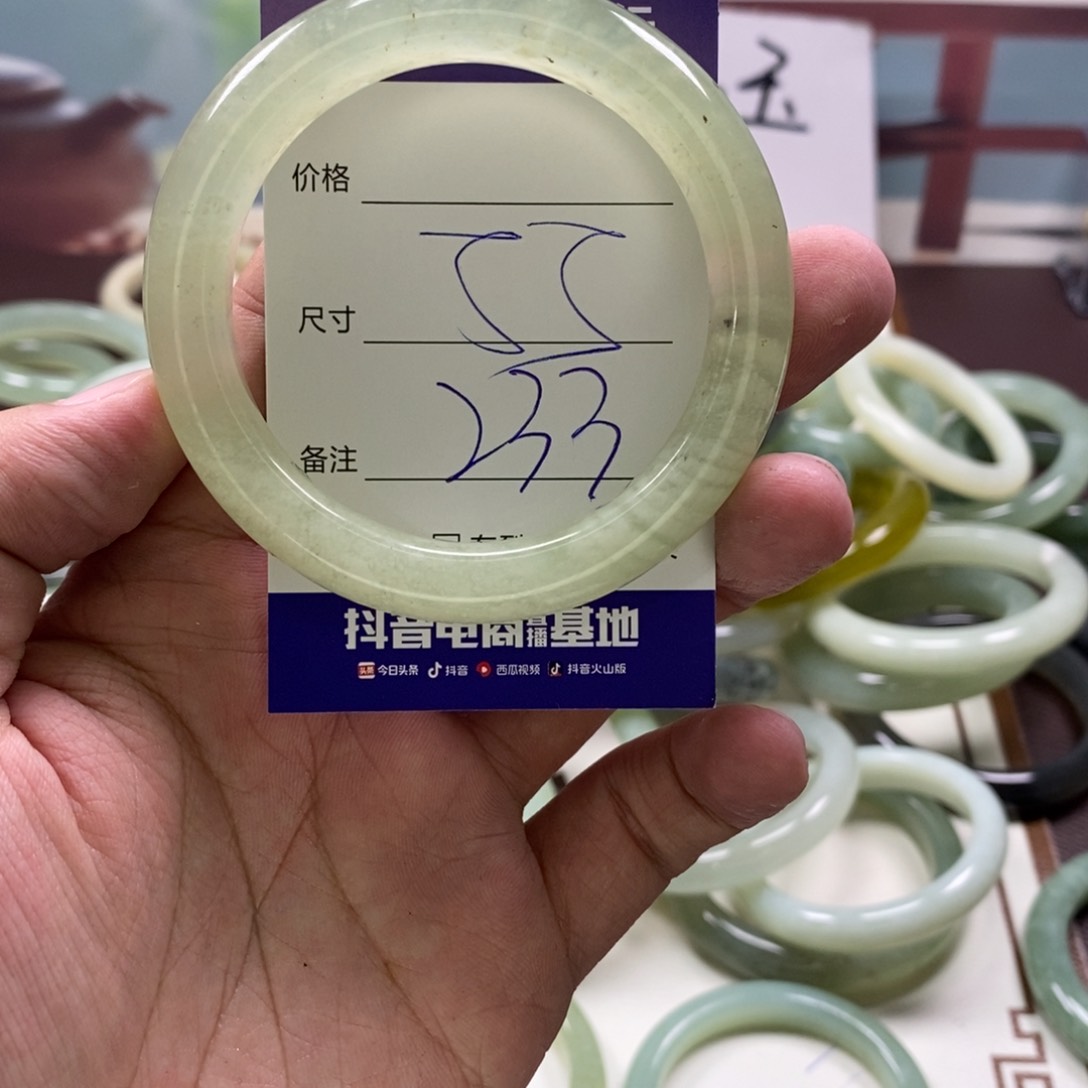 玉
价格
尺寸 55
备注 233
抖音电商直播基地
今日头条 抖音 西瓜视频 抖音火山版